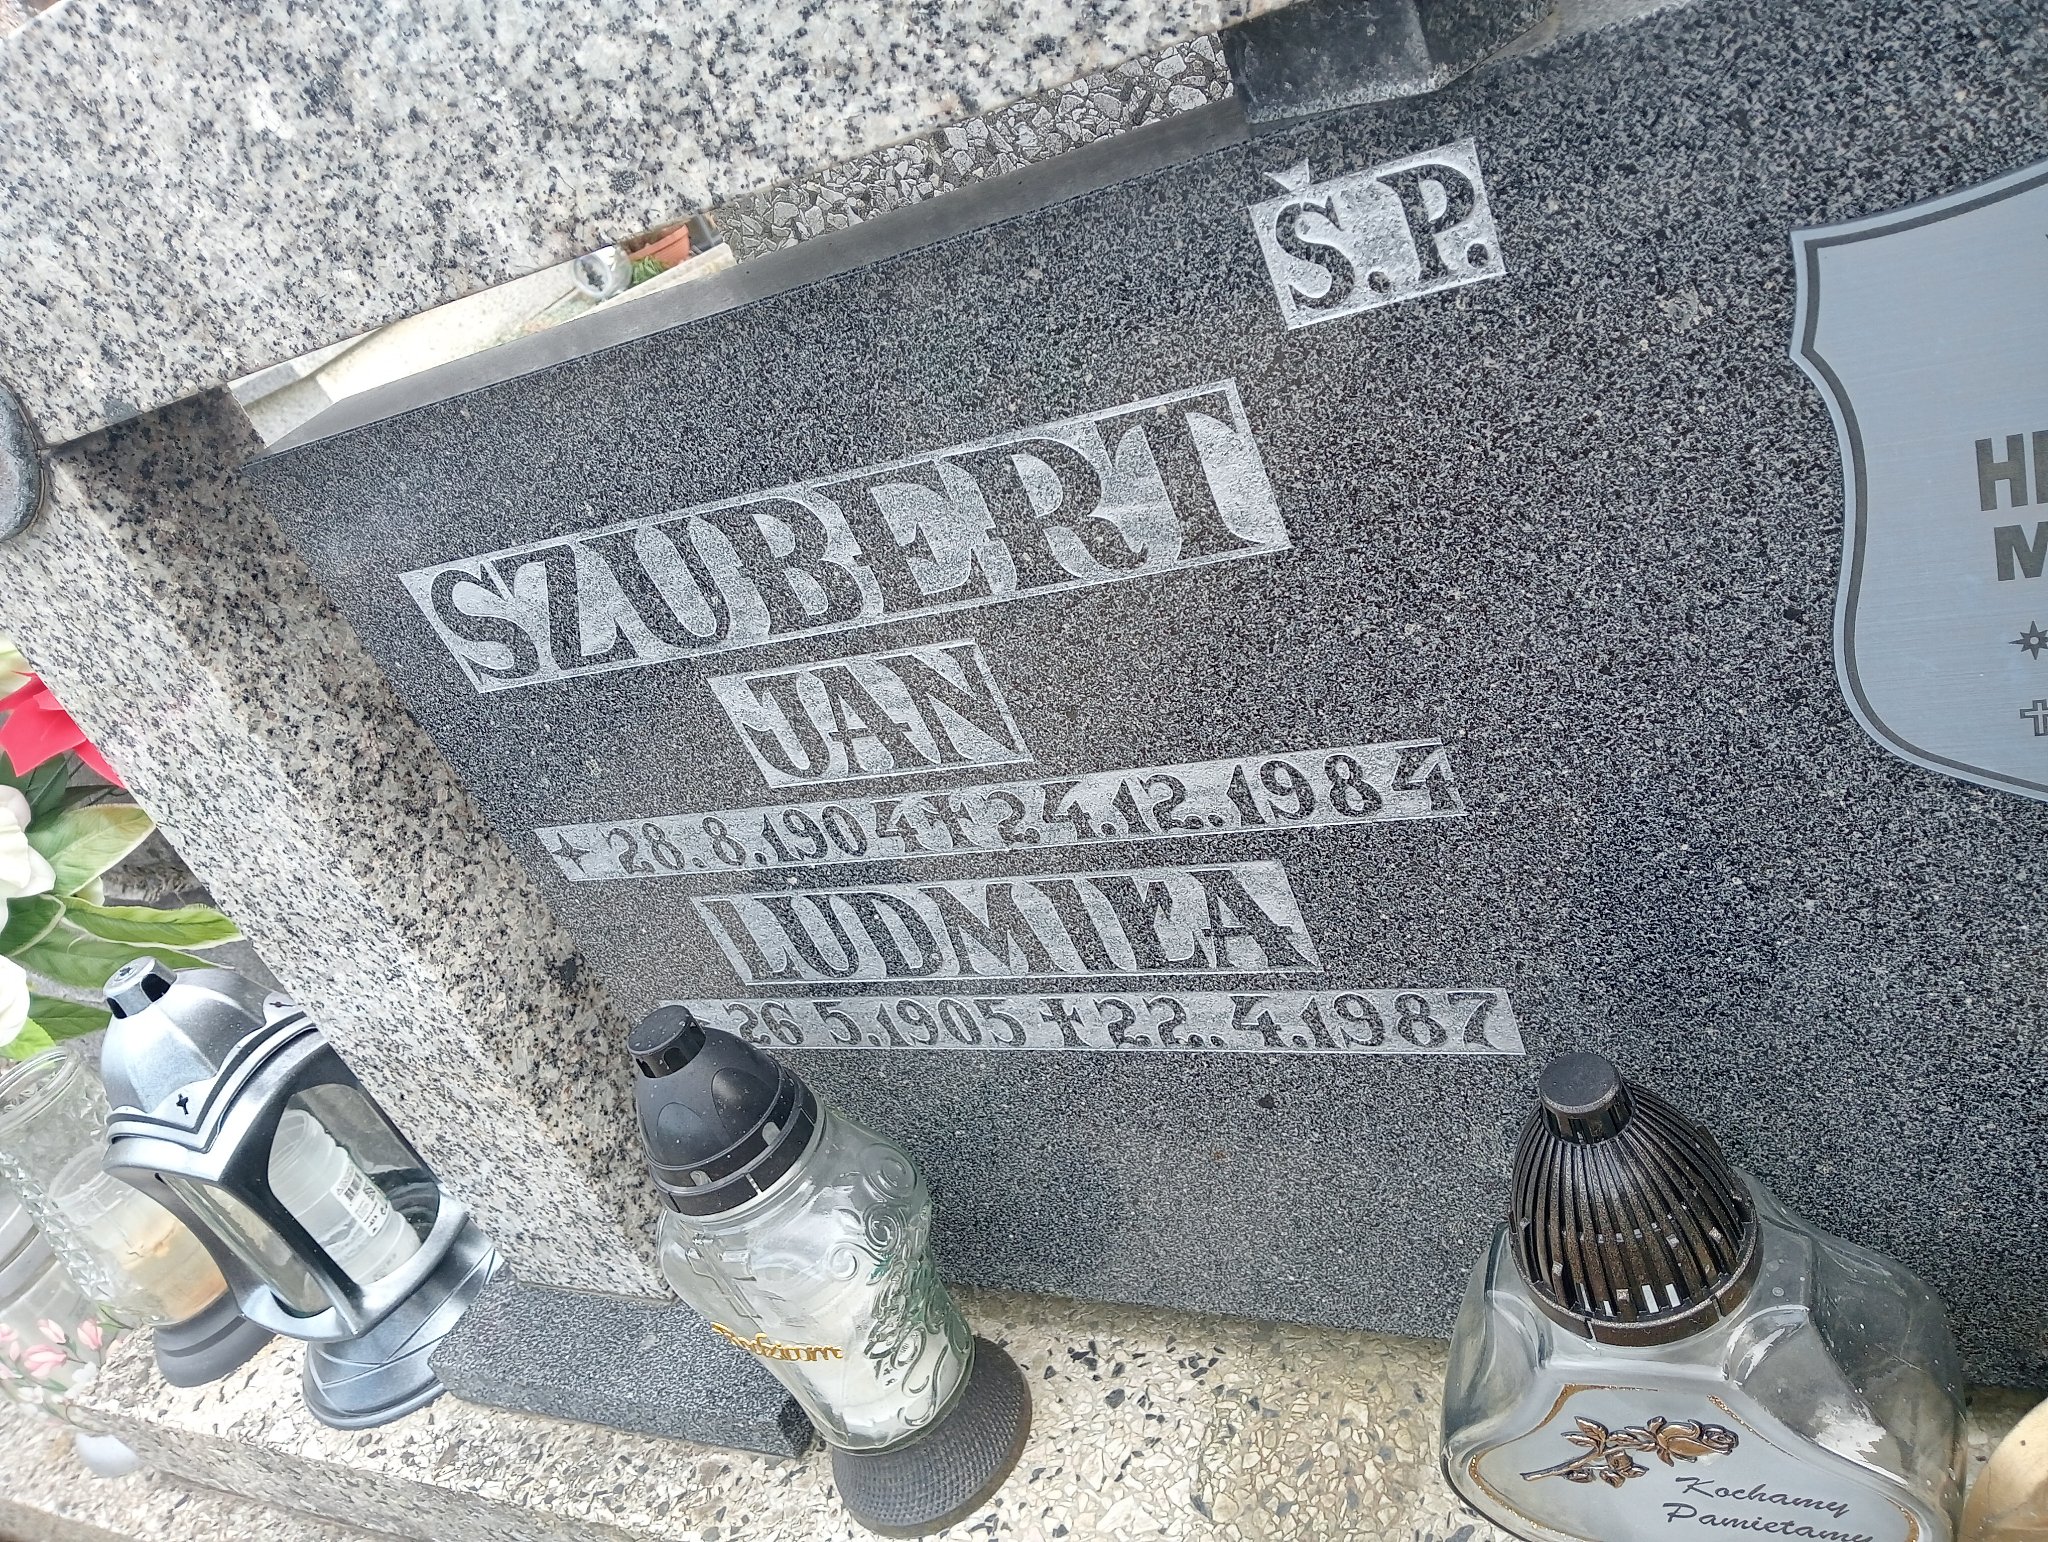 Š.P.
SZUBERT
JAN
28.8.1904 + 24.12.1984
LUDMIŁA
26 5.1905 + 22.4.1987
Kochamy
Pamiętamy